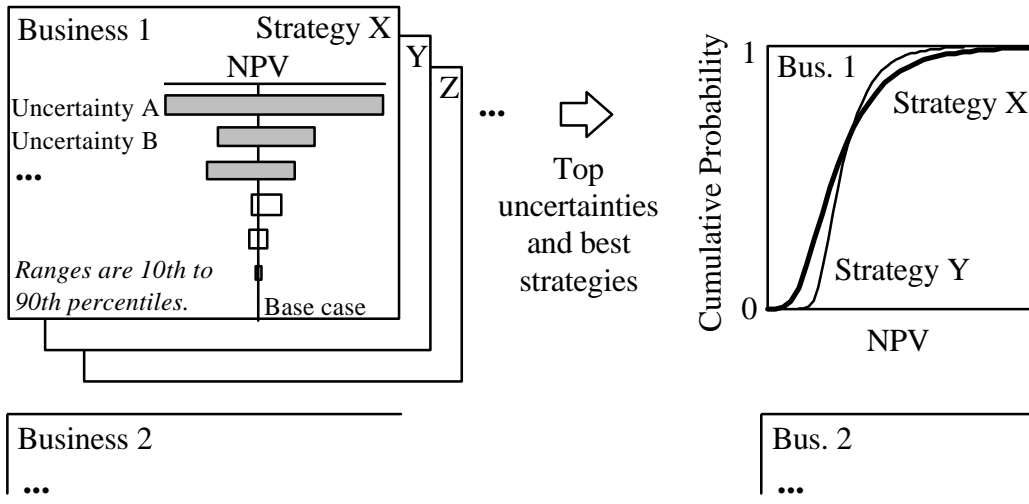 Business 1
Strategy X
Y
Z
NPV
Uncertainty A
Uncertainty B
...
Ranges are 10th to
90th percentiles.
Base case
...
Top
uncertainties
and best
strategies
Cumulative Probability
1
0
Bus. 1
Strategy X
Strategy Y
NPV
Business 2
...
Bus. 2
...